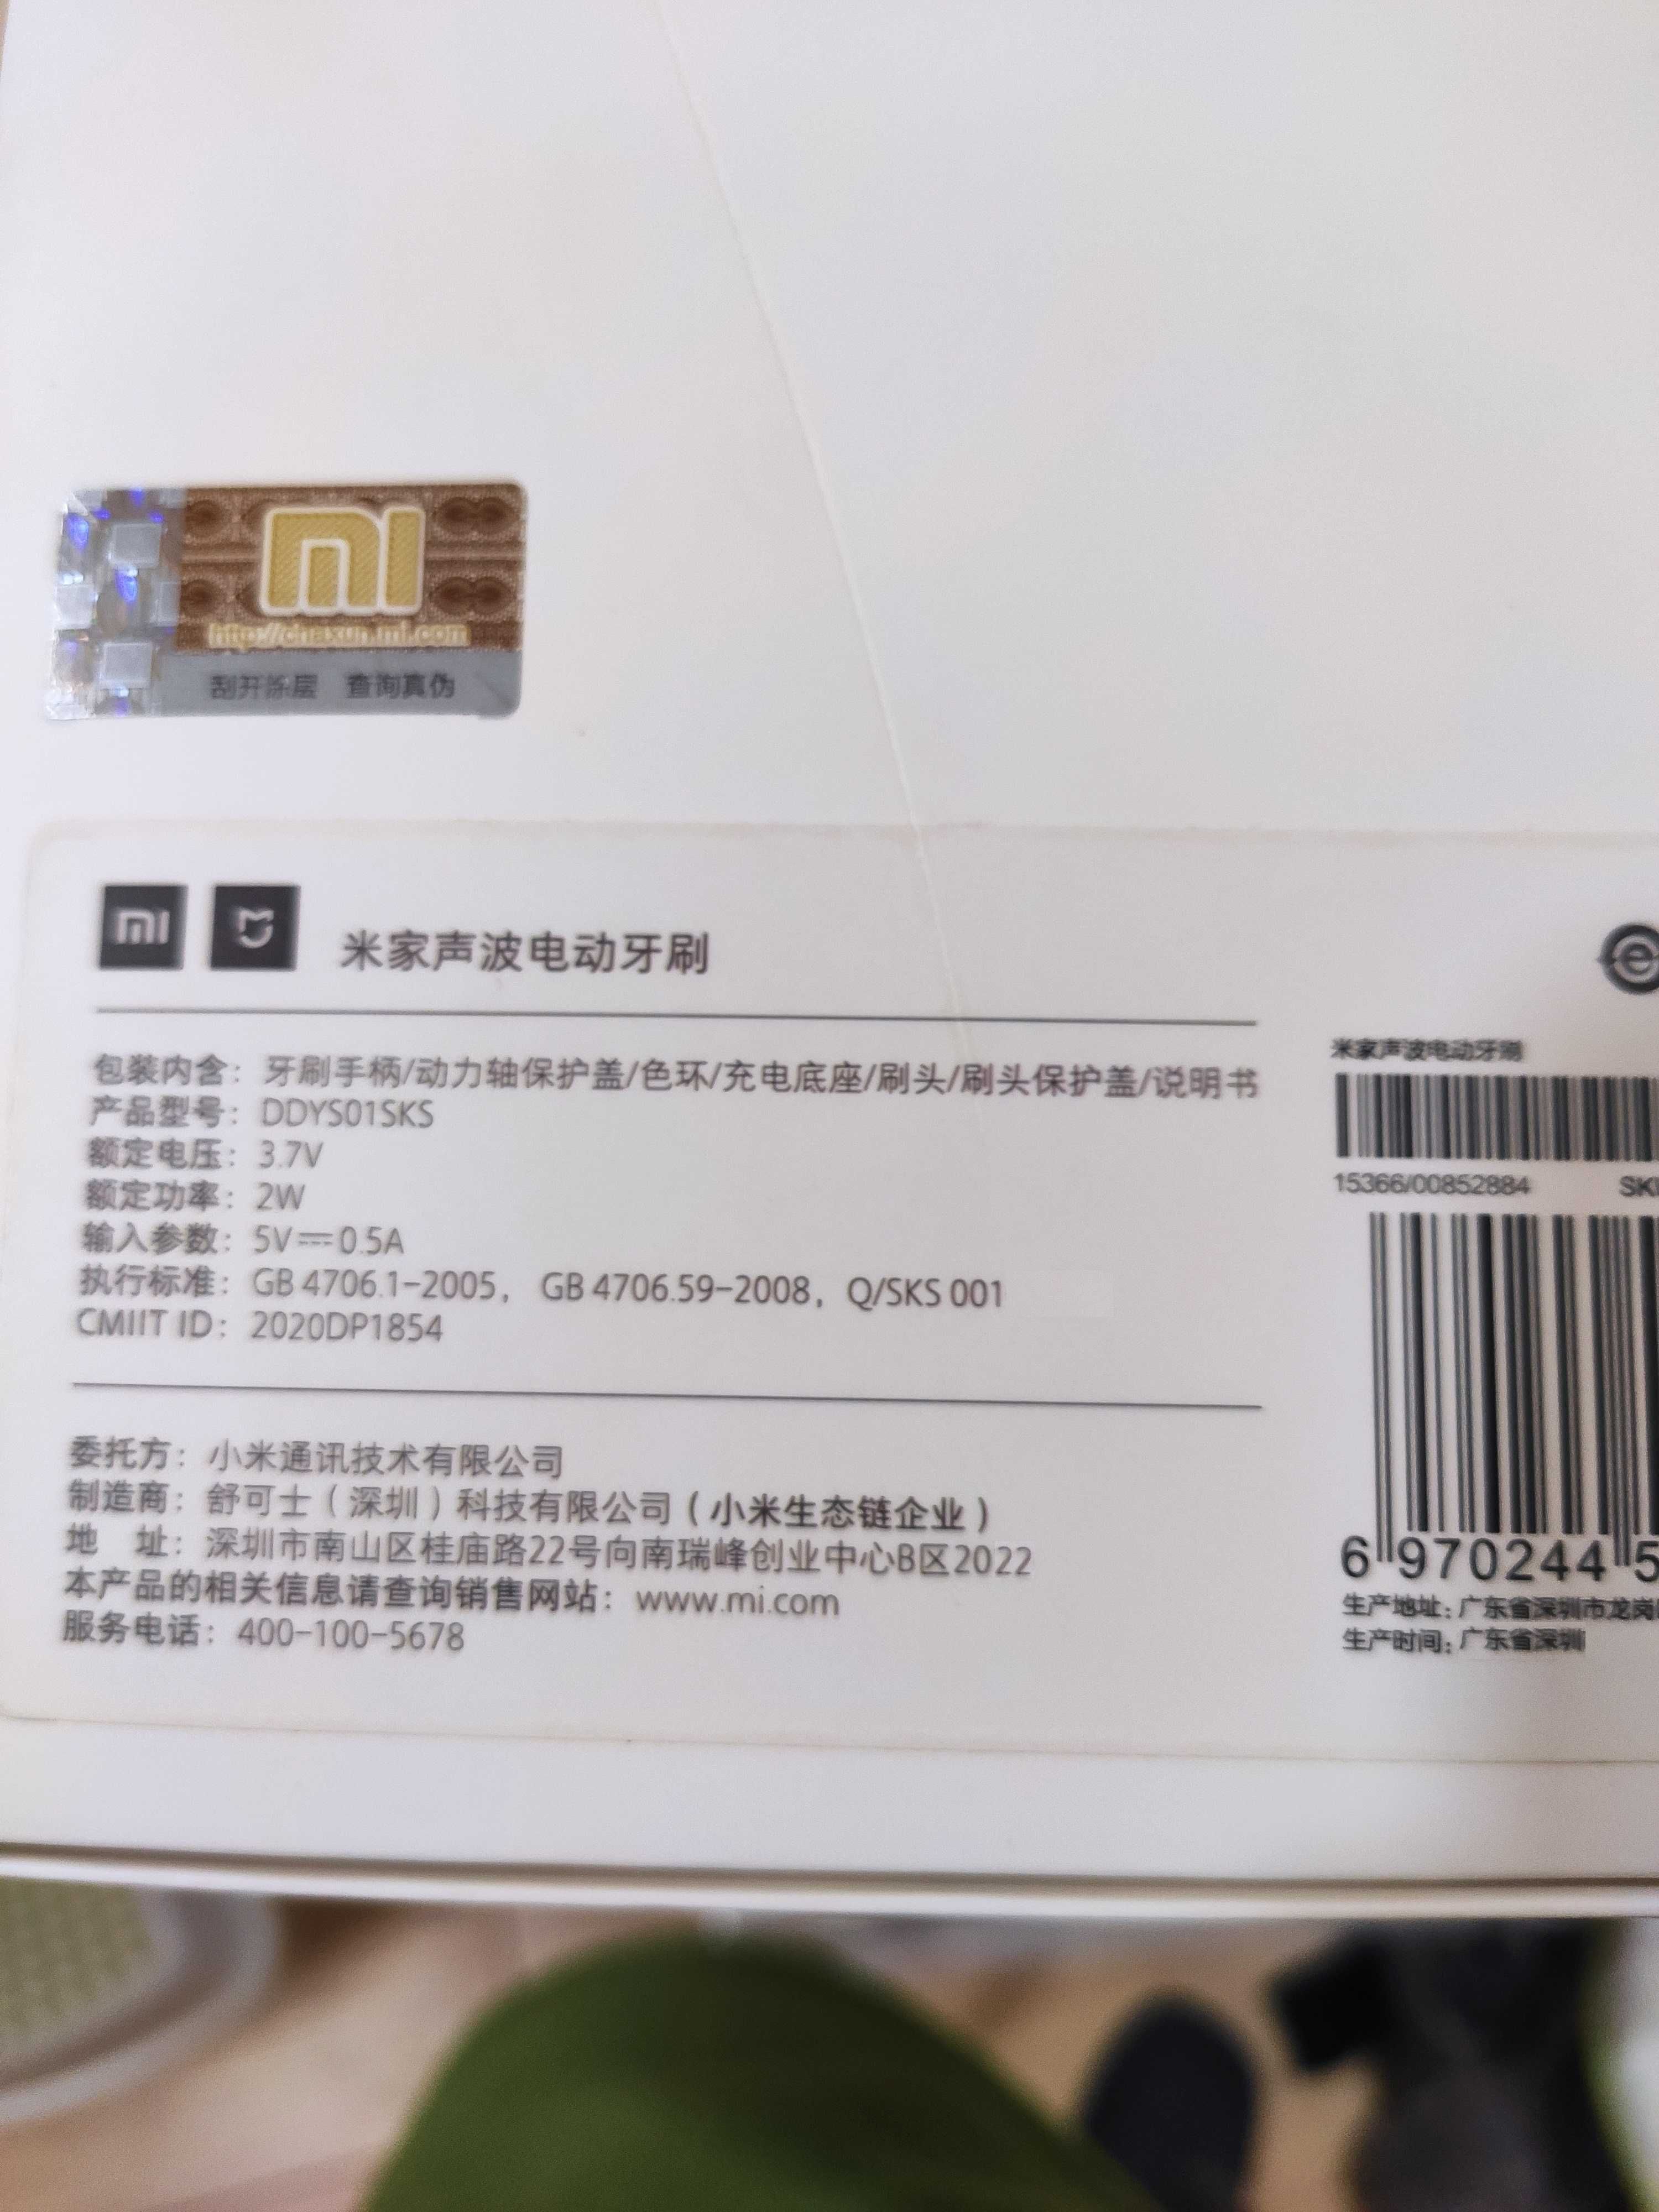 mi
http://chaxun.mi.com
刮开涂层 查询真伪
mi
米家声波电动牙刷
包装内含：牙刷手柄/动力轴保护盖/色环/充电底座/刷头/刷头保护盖/说明书
产品型号：DDYS01SKS
额定电压：3.7V
额定功率：2W
输入参数：5V⎓0.5A
执行标准：GB 4706.1-2005，GB 4706.59-2008，Q/SKS 001
CMIIT ID：2020DP1854
委托方：小米通讯技术有限公司
制造商：舒可士（深圳）科技有限公司（小米生态链企业）
地 址：深圳市南山区桂庙路22号向南瑞峰创业中心B区2022
本产品的相关信息请查询销售网站：www.mi.com
服务电话：400-100-5678
e
米家声波电动牙刷
15366/00852884 SK
6 970244 5
生产地址：广东省深圳市龙岗
生产时间：广东省深圳